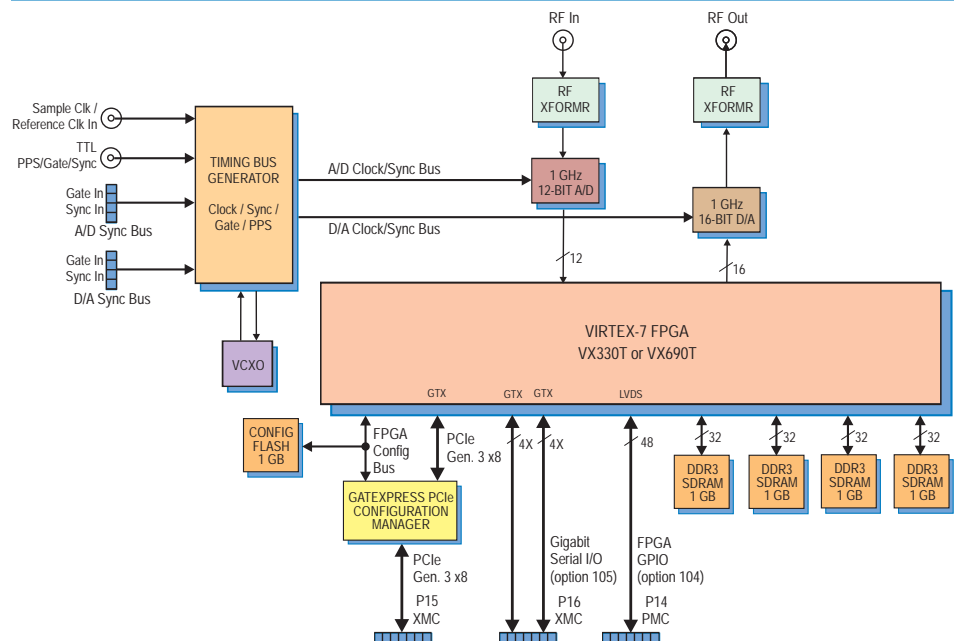 RF In
RF Out
RF
XFORMR
RF
XFORMR
Sample Clk /
Reference Clk In
TTL
PPS/Gate/Sync
Gate In
Sync In
A/D Sync Bus
Gate In
Sync In
D/A Sync Bus
TIMING BUS
GENERATOR
Clock / Sync /
Gate / PPS
VCXO
A/D Clock/Sync Bus
D/A Clock/Sync Bus
1 GHz
12-BIT A/D
1 GHz
16-BIT D/A
12
16
VIRTEX-7 FPGA
VX330T or VX690T
GTX
GTX
GTX
LVDS
CONFIG
FLASH
1 GB
FPGA
Config
Bus
PCIe
Gen. 3 x8
4X
4X
48
32
32
32
32
DDR3
SDRAM
1 GB
DDR3
SDRAM
1 GB
DDR3
SDRAM
1 GB
DDR3
SDRAM
1 GB
GATEXPRESS PCIe
CONFIGURATION
MANAGER
PCIe
Gen. 3 x8
Gigabit
Serial I/O
(option 105)
FPGA
GPIO
(option 104)
P15
XMC
P16
XMC
P14
PMC